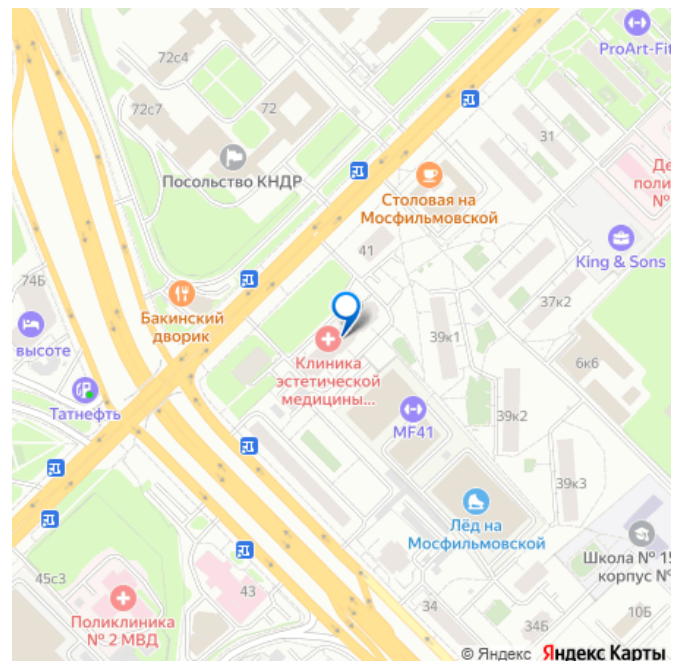 72с4
ProArt-Fit
72с7
72
31
Посольство КНДР
Де
поли
№
Столовая на
Мосфильмовской
41
King & Sons
74Б
Бакинский
дворик
37к2
высоте
39к1
Клиника
эстетической
медицины...
6к6
Татнефть
MF41
39к2
39к3
Лёд на
Мосфильмовской
Школа № 15
корпус №
45с3
43
Поликлиника
№ 2 МВД
34
34Б
10Б
© Яндекс Яндекс Карты